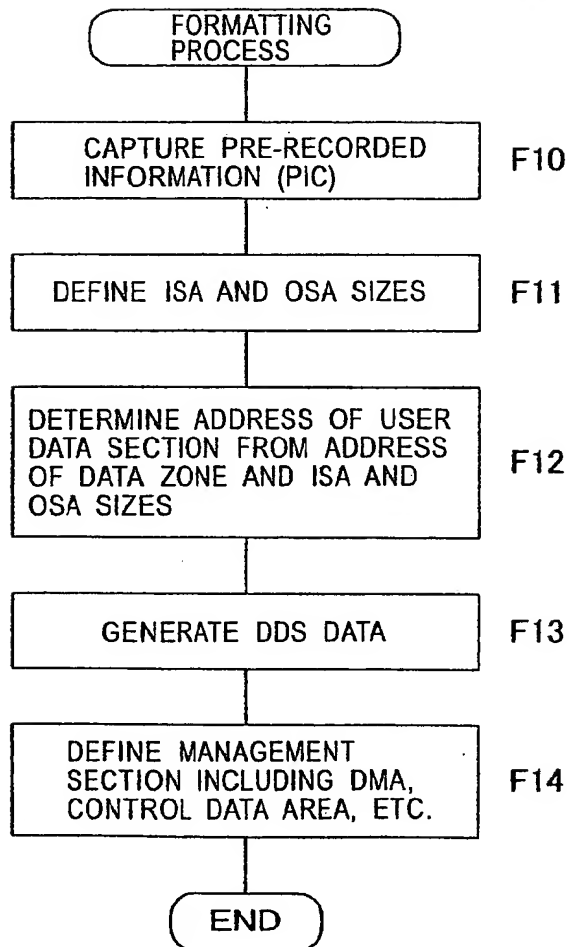 FORMATTING
PROCESS
CAPTURE PRE-RECORDED
INFORMATION (PIC)
F10
DEFINE ISA AND OSA SIZES
F11
DETERMINE ADDRESS OF USER
DATA SECTION FROM ADDRESS
OF DATA ZONE AND ISA AND
OSA SIZES
F12
GENERATE DDS DATA
F13
DEFINE MANAGEMENT
SECTION INCLUDING DMA,
CONTROL DATA AREA, ETC.
F14
END